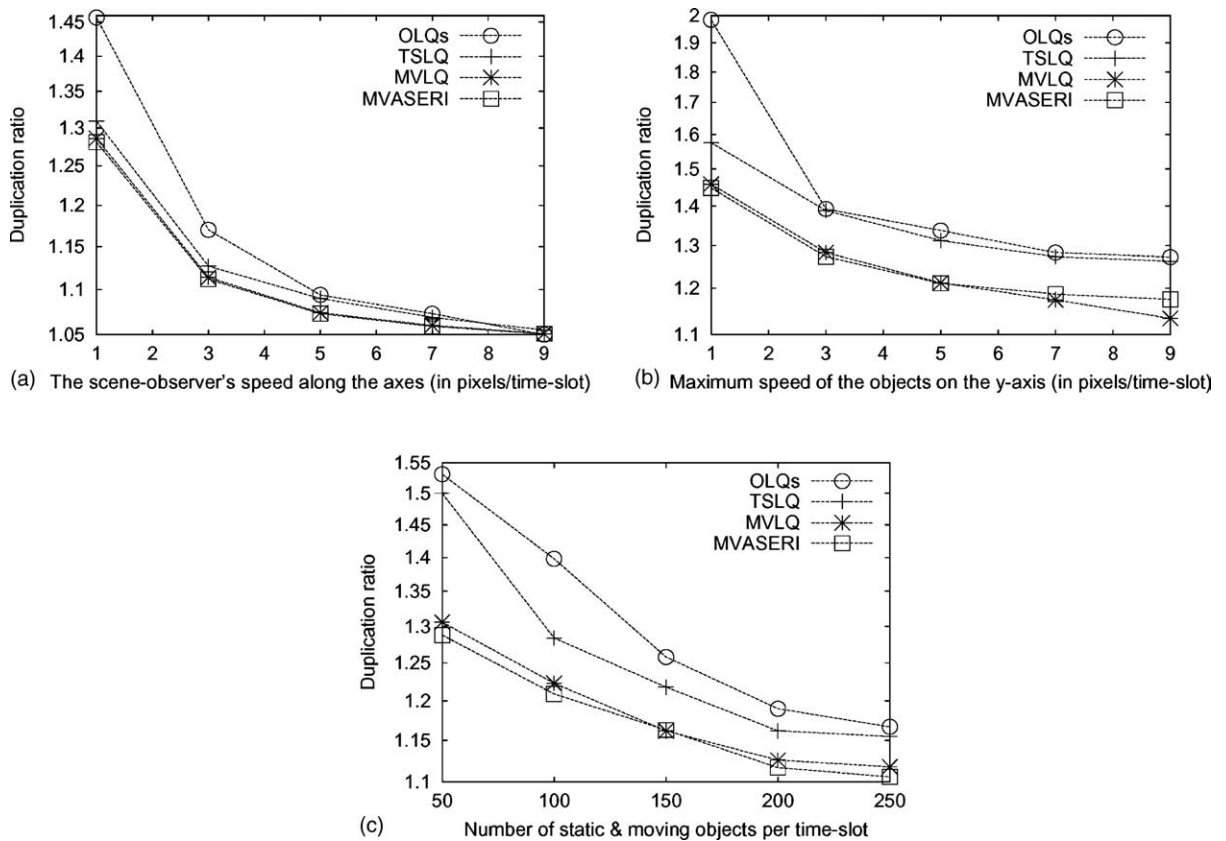 1.45
1.4
1.35
1.3
1.25
1.2
1.15
1.1
1.05
Duplication ratio
OLQs
TSLQ
MVLQ
MVASERI
1 2 3 4 5 6 7 8 9
(a) The scene-observer's speed along the axes (in pixels/time-slot)
2
1.9
1.8
1.7
1.6
1.5
1.4
1.3
1.2
1.1
Duplication ratio
OLQs
TSLQ
MVLQ
MVASERI
1 2 3 4 5 6 7 8 9
(b) Maximum speed of the objects on the y-axis (in pixels/time-slot)
1.55
1.5
1.45
1.4
1.35
1.3
1.25
1.2
1.15
1.1
Duplication ratio
OLQs
TSLQ
MVLQ
MVASERI
50 100 150 200 250
(c) Number of static & moving objects per time-slot